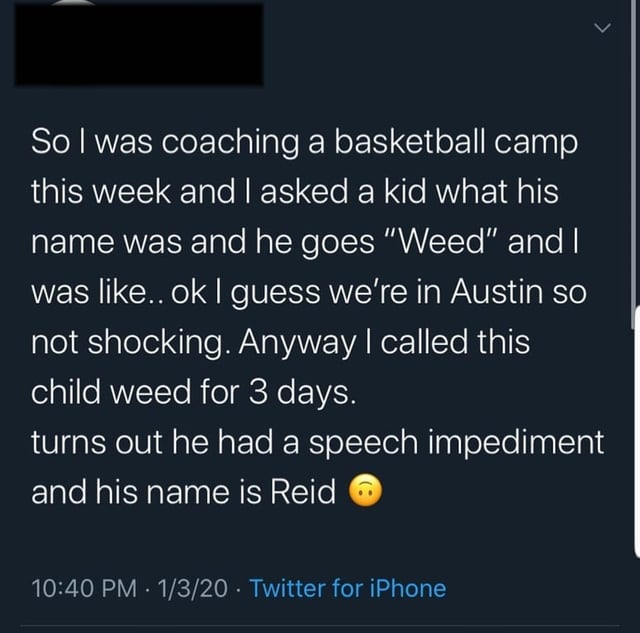 So I was coaching a basketball camp
this week and I asked a kid what his
name was and he goes "Weed" and I
was like.. ok I guess we're in Austin so
not shocking. Anyway I called this
child weed for 3 days.
turns out he had a speech impediment
and his name is Reid 🙃
10:40 PM · 1/3/20 · Twitter for iPhone